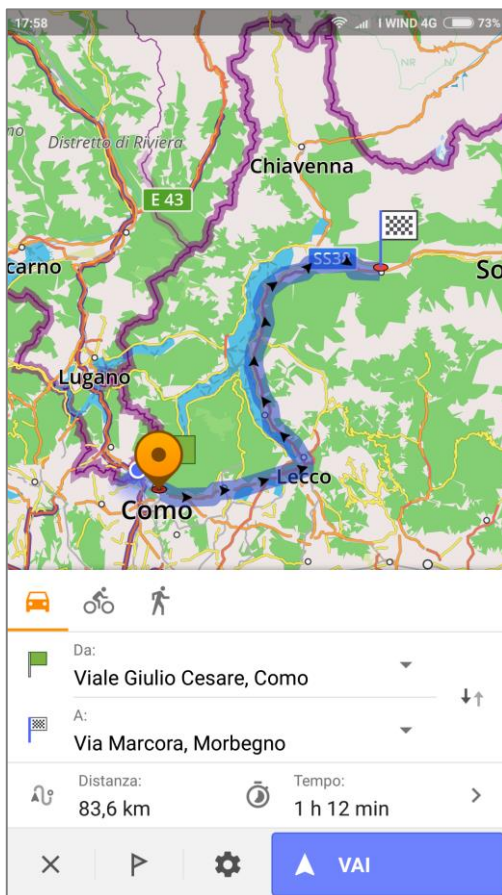 17:58
I WIND 4G
73%
NR
Distretto di Riviera
Chiavenna
E 43
SS38
carno
So
Lugano
Lecco
Como
Da:
Viale Giulio Cesare, Como
A:
Via Marcora, Morbegno
Distanza:
83,6 km
Tempo:
1 h 12 min
VAI